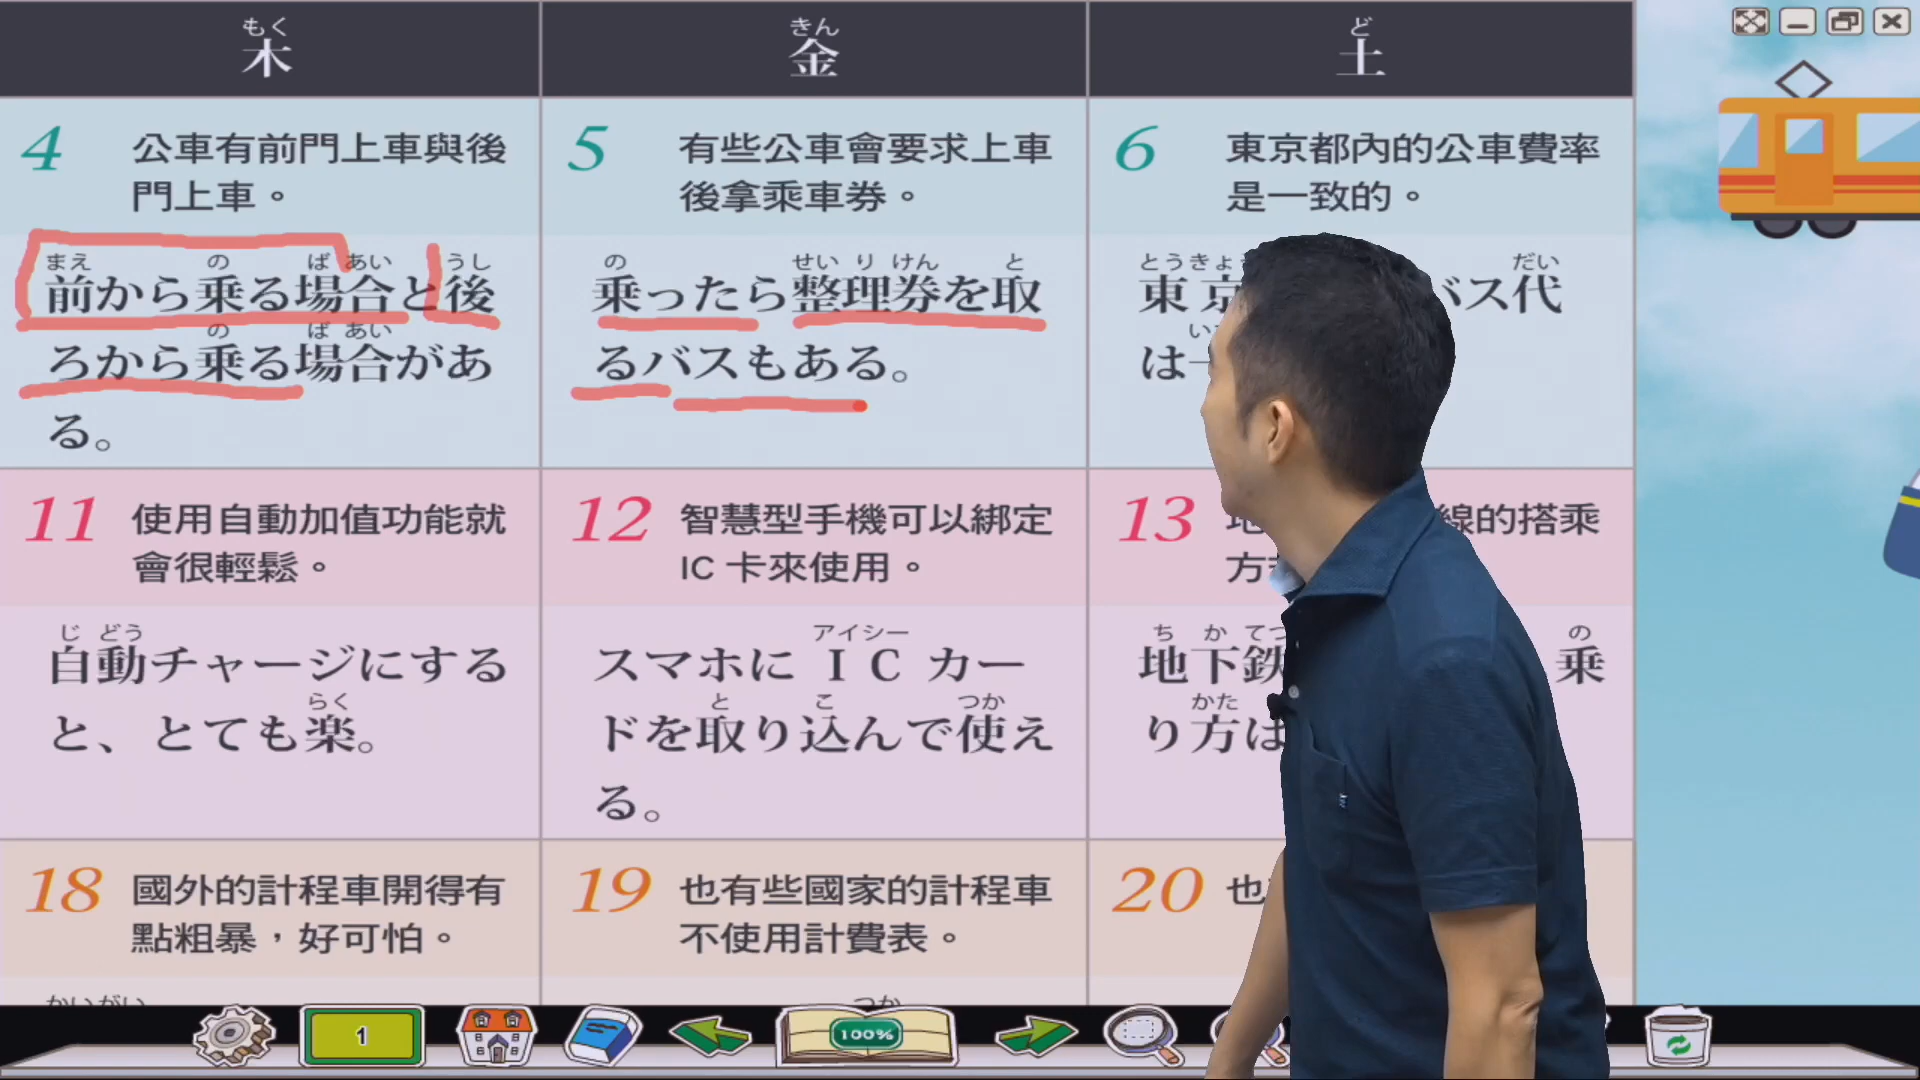 もく
木
きん
金
ど
土
4 公車有前門上車與後
門上車。
まえ の ば あい うし
前から乗る場合と後
の ば あい
ろから乗る場合があ
る。
5 有些公車會要求上車
後拿乘車券。
の せい り けん と
乗ったら整理券を取
るバスもある。
6 東京都內的公車費率
是一致的。
とうきょ だい
東京 バス代
は
11 使用自動加值功能就
會很輕鬆。
じ どう
自動チャージにする
らく
と、とても楽。
12 智慧型手機可以綁定
IC 卡來使用。
アイシー
スマホに IC カー
と こ つか
ドを取り込んで使え
る。
13 線的搭乘
方
ち か てつ の
地下鉄 乗
かた
り方は
18 國外的計程車開得有
點粗暴，好可怕。
かいがい
19 也有些國家的計程車
不使用計費表。
つか
20 也
1
100%